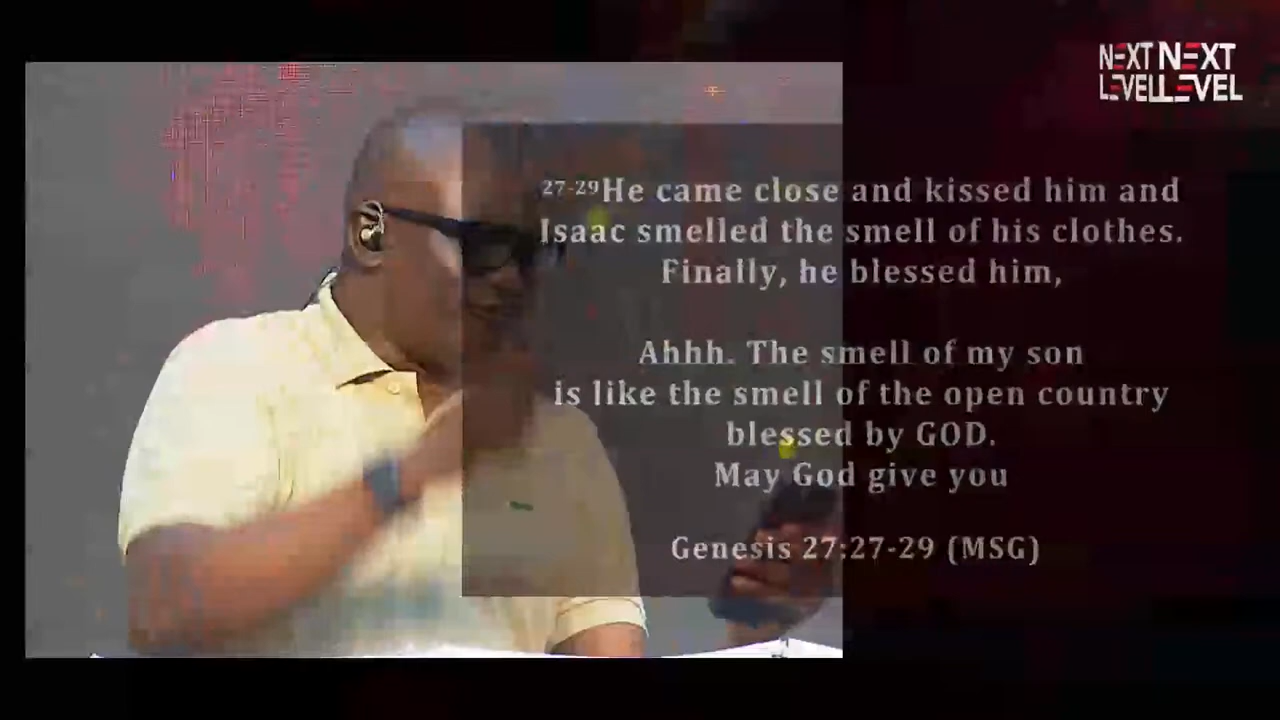 NEXT NEXT
LEVEL LEVEL
27-29He came close and kissed him and
Isaac smelled the smell of his clothes.
Finally, he blessed him,
Ahhh. The smell of my son
is like the smell of the open country
blessed by GOD.
May God give you
Genesis 27:27-29 (MSG)